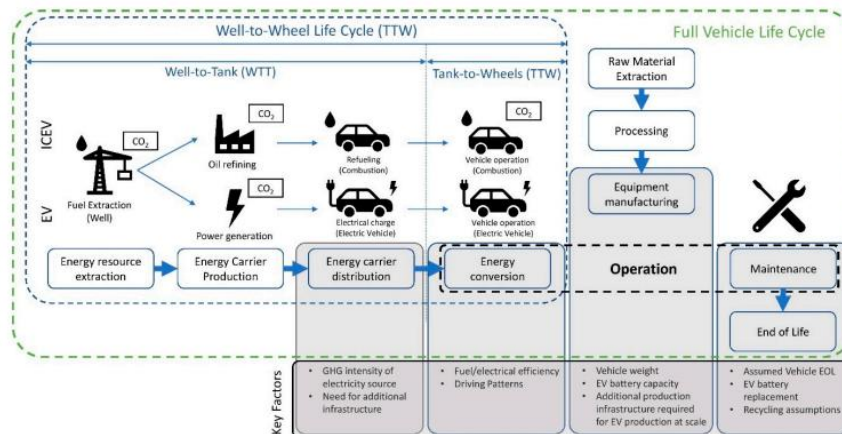 Well-to-Wheel Life Cycle (TTW)
Full Vehicle Life Cycle
Well-to-Tank (WTT)
Tank-to-Wheels (TTW)
ICEV
EV
CO2
Fuel Extraction
(Well)
CO2
Oil refining
Refueling
(Combustion)
CO2
Vehicle operation
(Combustion)
CO2
Power generation
Electrical charge
(Electric Vehicle)
Vehicle operation
(Electric Vehicle)
Raw Material
Extraction
Processing
Equipment
manufacturing
Energy resource
extraction
Energy Carrier
Production
Energy carrier
distribution
Energy
conversion
Operation
Maintenance
End of Life
Key Factors
• GHG intensity of
electricity source
• Need for additional
infrastructure
• Fuel/electrical efficiency
• Driving Patterns
• Vehicle weight
• EV battery capacity
• Additional production
infrastructure required
for EV production at scale
• Assumed Vehicle EOL
• EV battery
replacement
• Recycling assumptions